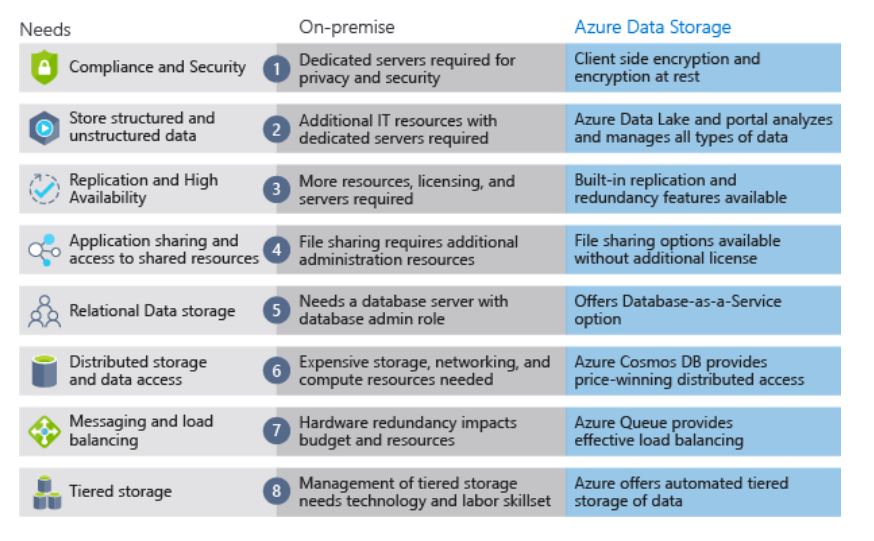 Needs
On-premise
Azure Data Storage
Compliance and Security
1
Dedicated servers required for
privacy and security
Client side encryption and
encryption at rest
Store structured and
unstructured data
2
Additional IT resources with
dedicated servers required
Azure Data Lake and portal analyzes
and manages all types of data
Replication and High
Availability
3
More resources, licensing, and
servers required
Built-in replication and
redundancy features available
Application sharing and
access to shared resources
4
File sharing requires additional
administration resources
File sharing options available
without additional license
Relational Data storage
5
Needs a database server with
database admin role
Offers Database-as-a-Service
option
Distributed storage
and data access
6
Expensive storage, networking, and
compute resources needed
Azure Cosmos DB provides
price-winning distributed access
Messaging and load
balancing
7
Hardware redundancy impacts
budget and resources
Azure Queue provides
effective load balancing
Tiered storage
8
Management of tiered storage
needs technology and labor skillset
Azure offers automated tiered
storage of data